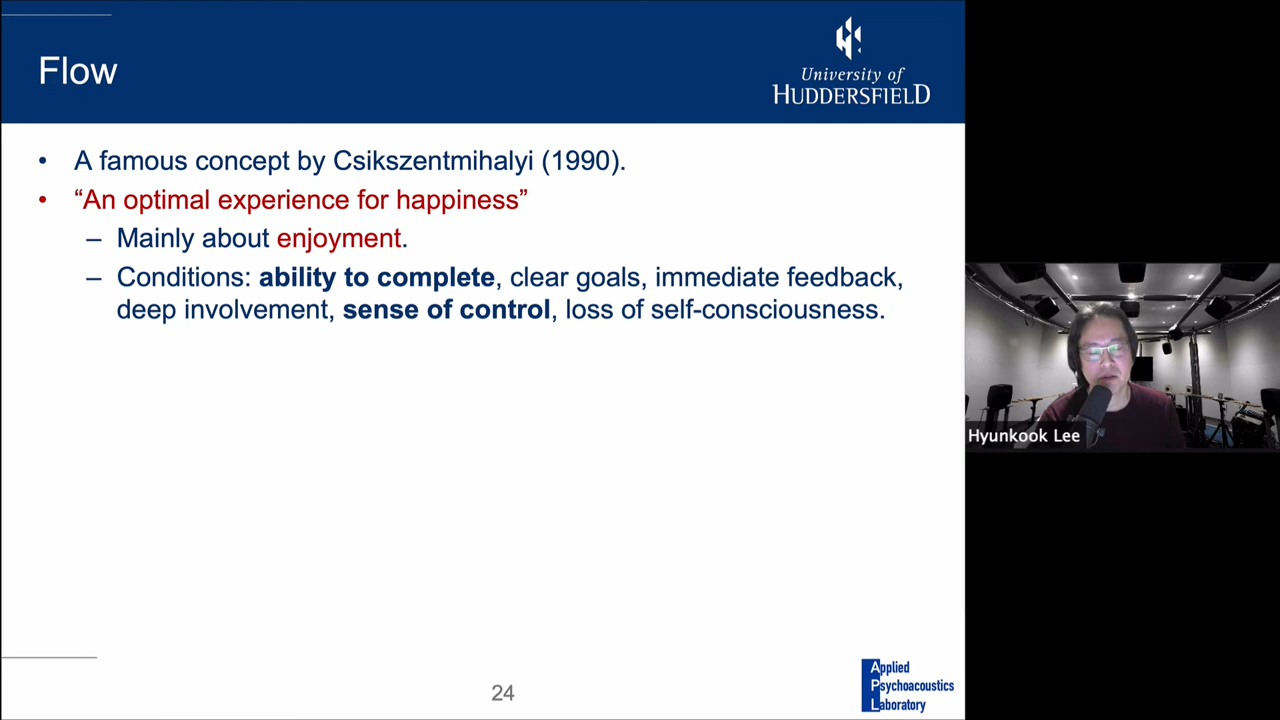 Flow
University of
HUDDERSFIELD
• A famous concept by Csikszentmihalyi (1990).
• “An optimal experience for happiness”
– Mainly about enjoyment.
– Conditions: ability to complete, clear goals, immediate feedback,
deep involvement, sense of control, loss of self-consciousness.
Hyunkook Lee
24
Applied
Psychoacoustics
Laboratory